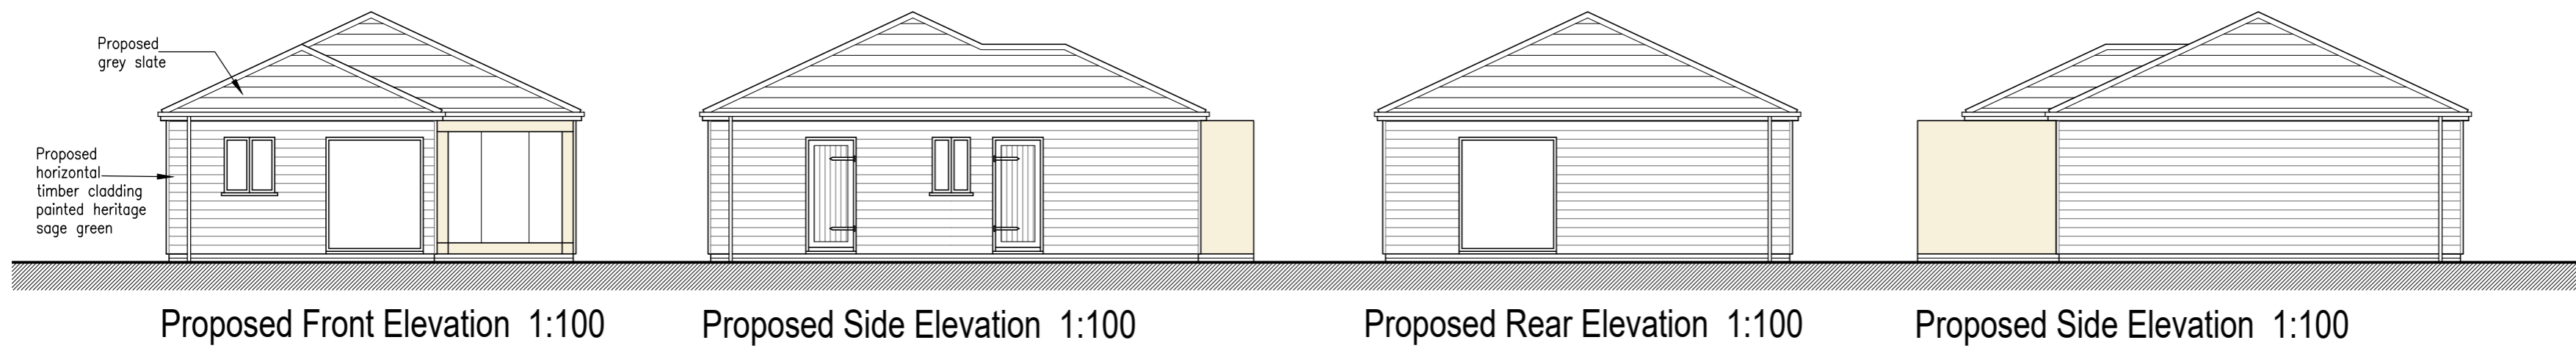 Proposed
grey slate
Proposed
horizontal
timber cladding
painted heritage
sage green
Proposed Front Elevation 1:100
Proposed Side Elevation 1:100
Proposed Rear Elevation 1:100
Proposed Side Elevation 1:100